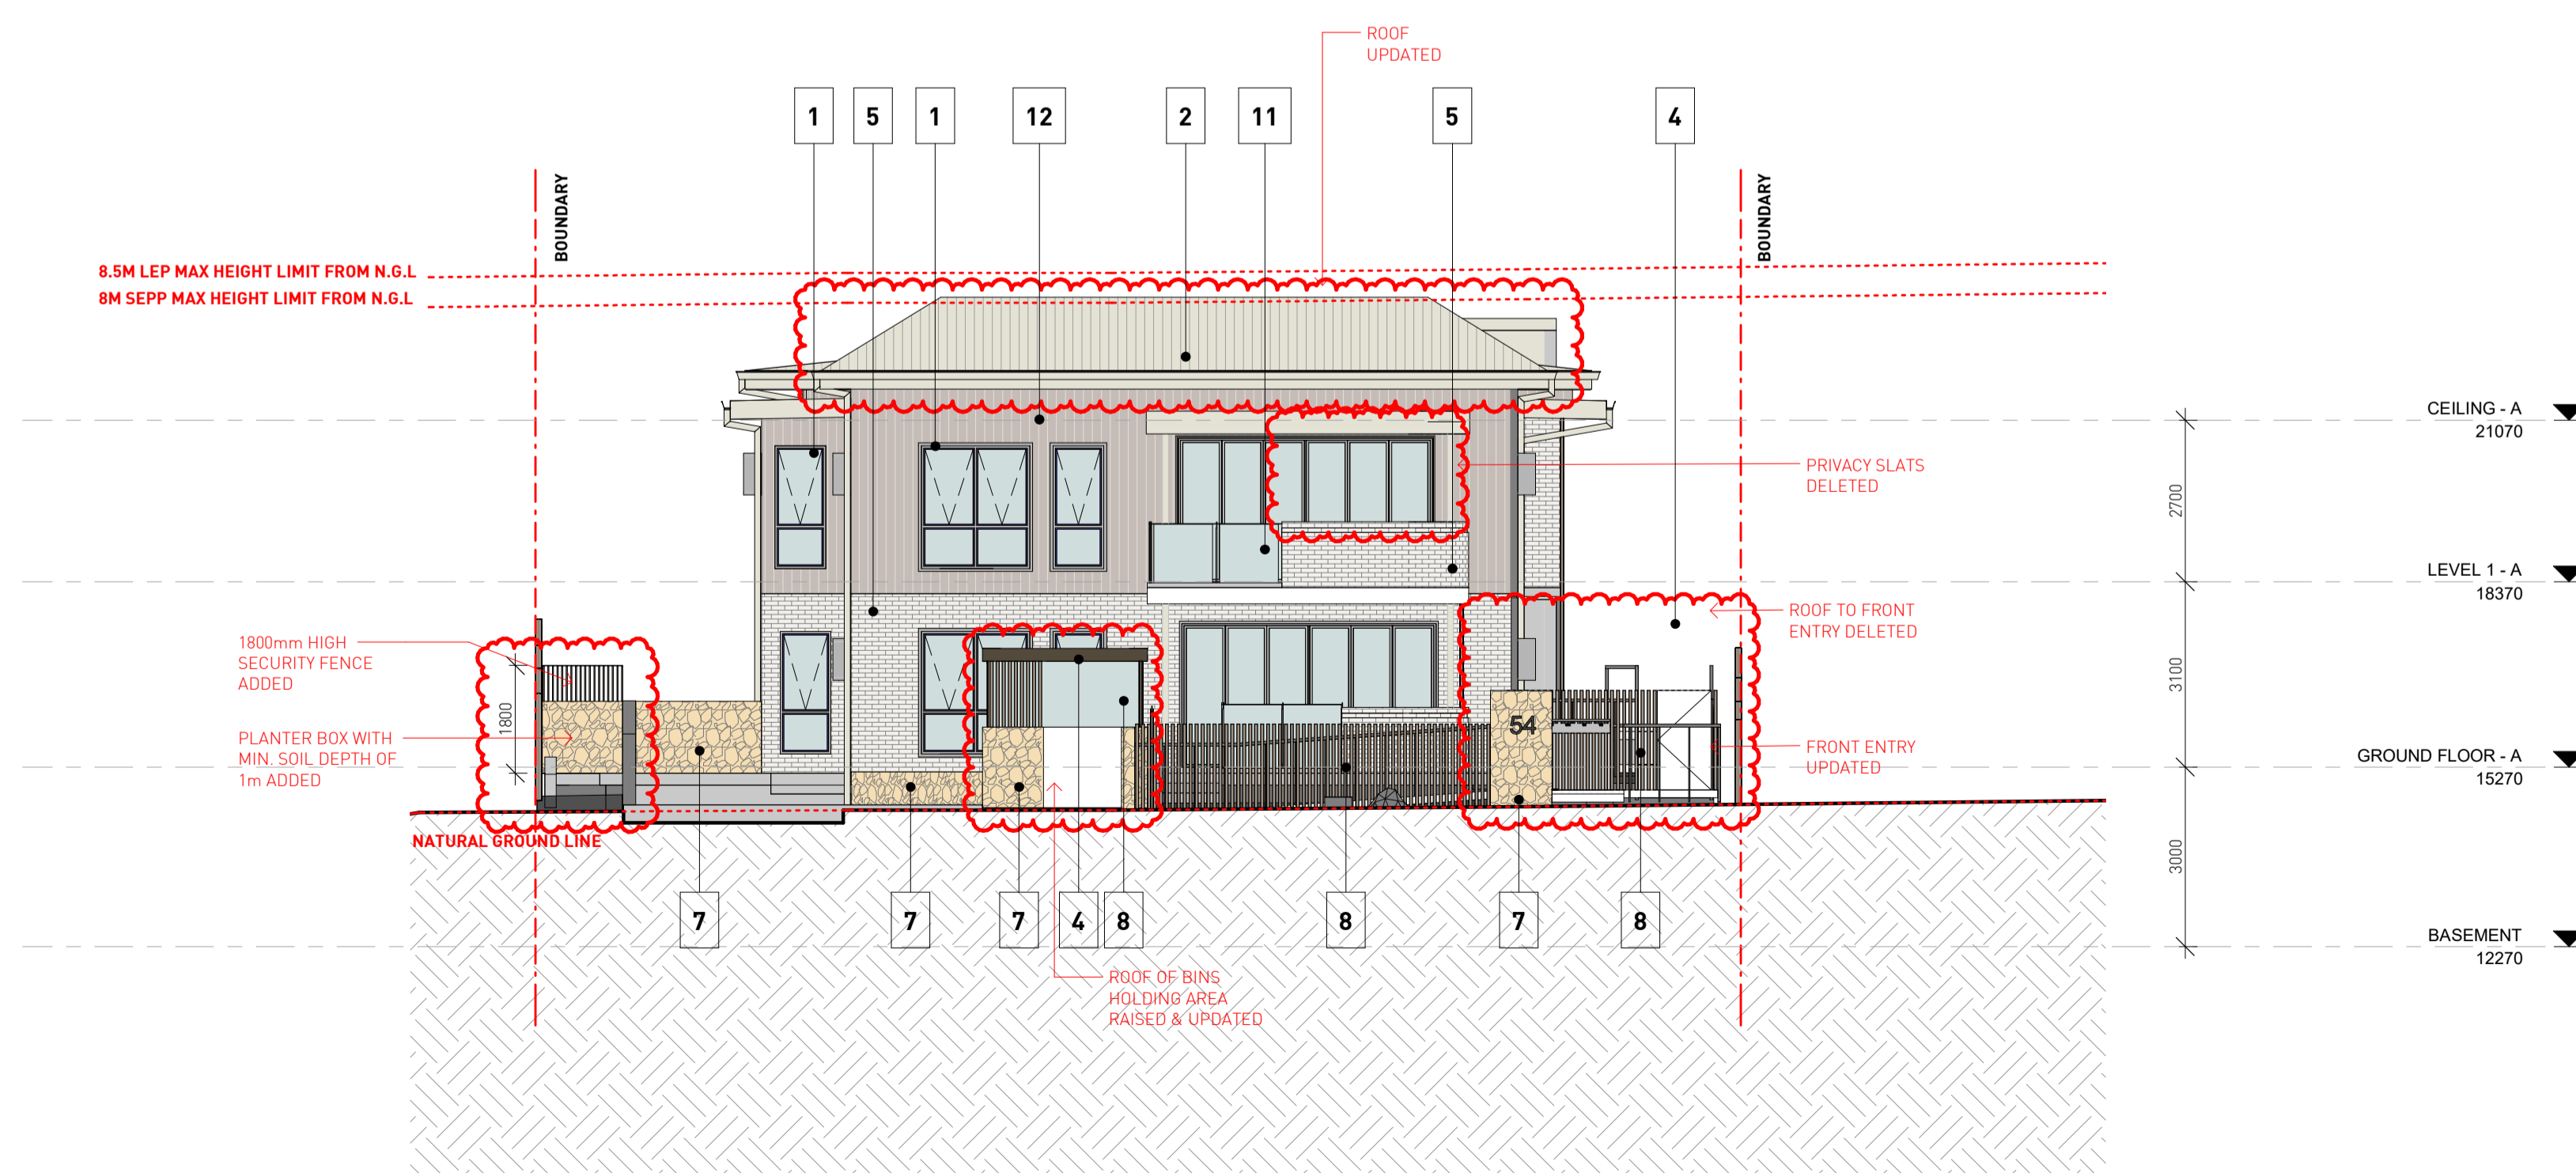 ROOF
UPDATED
1
5
1
12
2
11
5
4
BOUNDARY
BOUNDARY
8.5M LEP MAX HEIGHT LIMIT FROM N.G.L
8M SEPP MAX HEIGHT LIMIT FROM N.G.L
CEILING - A
21070
PRIVACY SLATS
DELETED
2700
LEVEL 1 - A
18370
ROOF TO FRONT
ENTRY DELETED
1800mm HIGH
SECURITY FENCE
ADDED
3100
1800
54
PLANTER BOX WITH
MIN. SOIL DEPTH OF
1m ADDED
FRONT ENTRY
UPDATED
GROUND FLOOR - A
15270
NATURAL GROUND LINE
3000
7
7
7
4
8
8
7
8
BASEMENT
12270
ROOF OF BINS
HOLDING AREA
RAISED & UPDATED